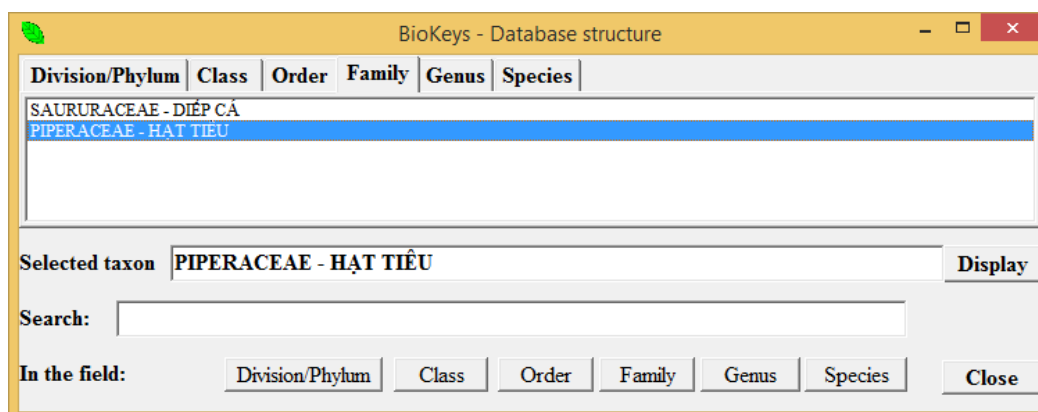 BioKeys - Database structure
Division/Phylum Class Order Family Genus Species
SAURURACEAE - DIẾP CÁ
PIPERACEAE - HẠT TIÊU
Selected taxon PIPERACEAE - HẠT TIÊU Display
Search:
In the field: Division/Phylum Class Order Family Genus Species Close